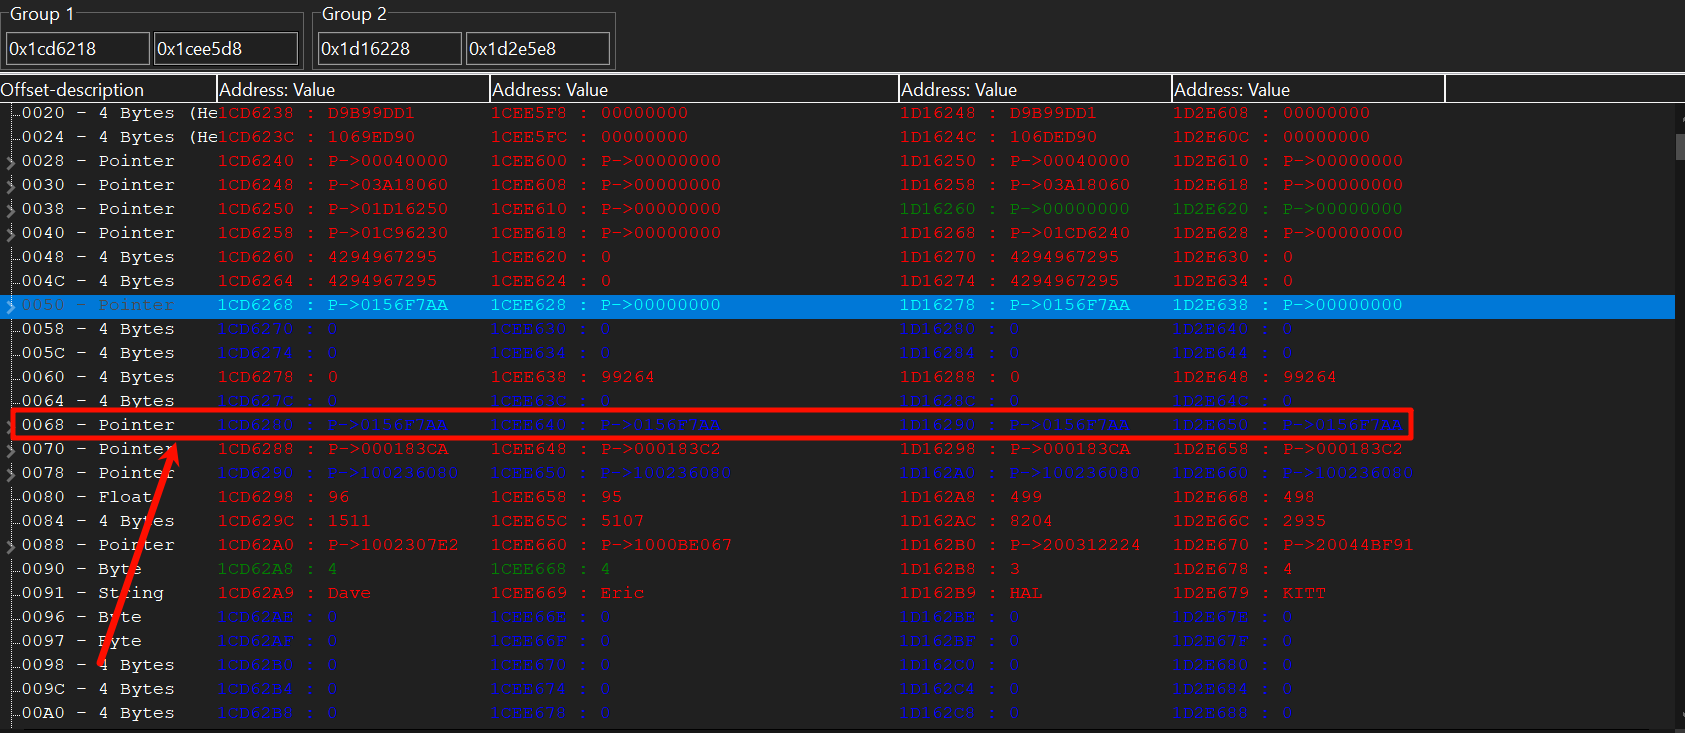 Group 1 Group 2
0x1cd6218 0x1cee5d8 0x1d16228 0x1d2e5e8
Offset-description Address: Value Address: Value Address: Value Address: Value
0020 - 4 Bytes (He 1CD6238 : D9B99DD1 1CEE5F8 : 00000000 1D16248 : D9B99DD1 1D2E608 : 00000000
0024 - 4 Bytes (He 1CD623C : 1069ED90 1CEE5FC : 00000000 1D1624C : 106DED90 1D2E60C : 00000000
0028 - Pointer 1CD6240 : P->00040000 1CEE600 : P->00000000 1D16250 : P->00040000 1D2E610 : P->00000000
0030 - Pointer 1CD6248 : P->03A18060 1CEE608 : P->00000000 1D16258 : P->03A18060 1D2E618 : P->00000000
0038 - Pointer 1CD6250 : P->01D16250 1CEE610 : P->00000000 1D16260 : P->00000000 1D2E620 : P->00000000
0040 - Pointer 1CD6258 : P->01C96230 1CEE618 : P->00000000 1D16268 : P->01CD6240 1D2E628 : P->00000000
0048 - 4 Bytes 1CD6260 : 4294967295 1CEE620 : 0 1D16270 : 4294967295 1D2E630 : 0
004C - 4 Bytes 1CD6264 : 4294967295 1CEE624 : 0 1D16274 : 4294967295 1D2E634 : 0
0050 - Pointer 1CD6268 : P->0156F7AA 1CEE628 : P->00000000 1D16278 : P->0156F7AA 1D2E638 : P->00000000
0058 - 4 Bytes 1CD6270 : 0 1CEE630 : 0 1D16280 : 0 1D2E640 : 0
005C - 4 Bytes 1CD6274 : 0 1CEE634 : 0 1D16284 : 0 1D2E644 : 0
0060 - 4 Bytes 1CD6278 : 0 1CEE638 : 99264 1D16288 : 0 1D2E648 : 99264
0064 - 4 Bytes 1CD627C : 0 1CEE63C : 0 1D1628C : 0 1D2E64C : 0
0068 - Pointer 1CD6280 : P->0156F7AA 1CEE640 : P->0156F7AA 1D16290 : P->0156F7AA 1D2E650 : P->0156F7AA
0070 - Pointer 1CD6288 : P->000183CA 1CEE648 : P->000183C2 1D16298 : P->000183CA 1D2E658 : P->000183C2
0078 - Pointer 1CD6290 : 1CEE650 : 1D162A0 : 1D2E660 :
0080 - Float 1CD6298 : 96 1CEE658 : 95 1D162A8 : 499 1D2E668 : 498
0084 - 4 Bytes 1CD629C : 1511 1CEE65C : 5107 1D162AC : 8204 1D2E66C : 2935
0088 - Pointer 1CD62A0 : P->1002307E2 1CEE660 : P->1000BE067 1D162B0 : P->200312224 1D2E670 : P->20044BF91
0090 - Byte 1CD62A8 : 4 1CEE668 : 4 1D162B8 : 3 1D2E678 : 4
0091 - String 1CD62A9 : Dave 1CEE669 : Eric 1D162B9 : HAL 1D2E679 : KITT
0096 - Byte 1CD62AE : 0 1CEE66E : 0 1D162BE : 0 1D2E67E : 0
0097 - Byte 1CD62AF : 0 1CEE66F : 0 1D162BF : 0 1D2E67F : 0
0098 - 4 Bytes 1CD62B0 : 0 1CEE670 : 0 1D162C0 : 0 1D2E680 : 0
009C - 4 Bytes 1CD62B4 : 0 1CEE674 : 0 1D162C4 : 0 1D2E684 : 0
00A0 - 4 Bytes 1CD62B8 : 0 1CEE678 : 0 1D162C8 : 0 1D2E688 : 0